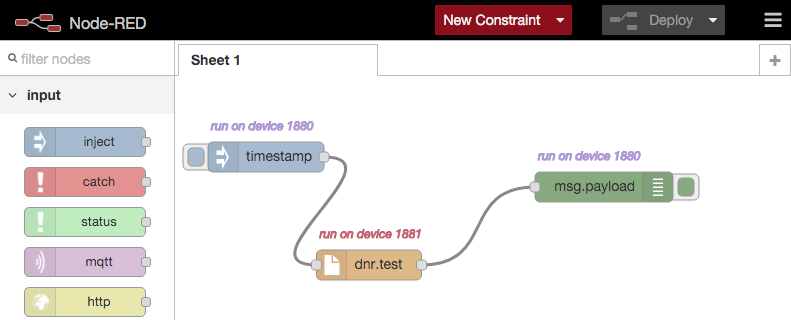 Node-RED
New Constraint
Deploy
filter nodes
Sheet 1
+
input
inject
catch
status
mqtt
http
run on device 1880
timestamp
run on device 1880
msg.payload
run on device 1881
dnr.test